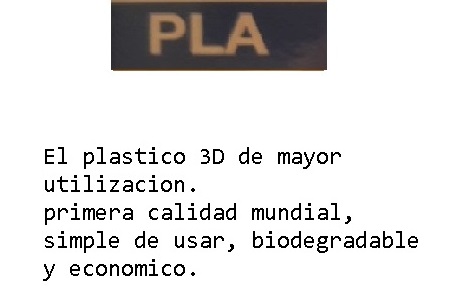 PLA
El plastico 3D de mayor
utilizacion.
primera calidad mundial,
simple de usar, biodegradable
y economico.